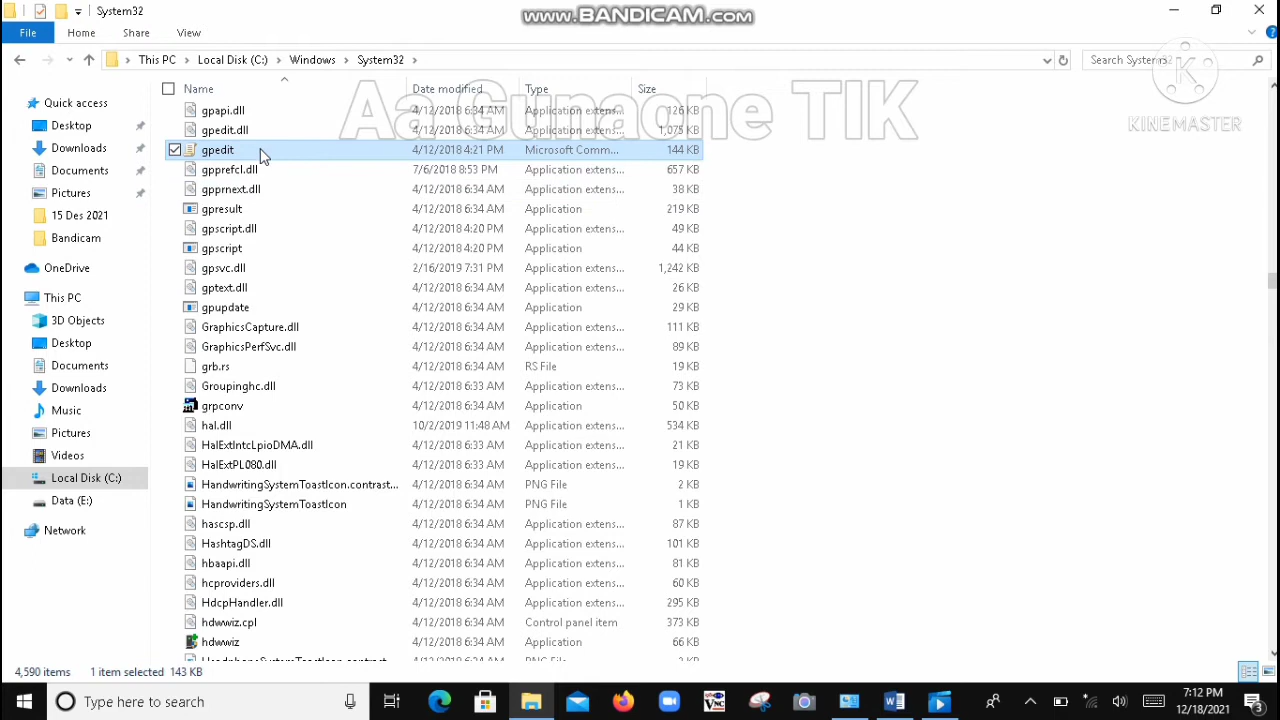 System32
www.BANDICAM.com
File Home Share View
This PC Local Disk (C:) Windows System32
Search System32
Name Date modified Type Size
Aa Gunaone TIK
KINEMASTER
Quick access
Desktop
Downloads
Documents
Pictures
15 Des 2021
Bandicam
OneDrive
This PC
3D Objects
Desktop
Documents
Downloads
Music
Pictures
Videos
Local Disk (C:)
Data (E:)
Network
gpapi.dll 4/12/2018 6:34 AM Application extens... 126 KB
gpedit.dll 4/12/2018 6:34 AM Application extens... 1,075 KB
gpedit 4/12/2018 4:21 PM Microsoft Comm... 144 KB
gpprefcl.dll 7/6/2018 8:53 PM Application extens... 657 KB
gpprnext.dll 4/12/2018 6:34 AM Application extens... 38 KB
gpresult 4/12/2018 6:34 AM Application 219 KB
gpscript.dll 4/12/2018 4:20 PM Application extens... 49 KB
gpscript 4/12/2018 4:20 PM Application 44 KB
gpsvc.dll 2/16/2019 7:31 PM Application extens... 1,242 KB
gptext.dll 4/12/2018 6:34 AM Application extens... 26 KB
gpupdate 4/12/2018 6:34 AM Application 29 KB
GraphicsCapture.dll 4/12/2018 6:34 AM Application extens... 111 KB
GraphicsPerfSvc.dll 4/12/2018 6:34 AM Application extens... 89 KB
grb.rs 4/12/2018 6:34 AM RS File 19 KB
Groupinghc.dll 4/12/2018 6:33 AM Application extens... 73 KB
grpconv 4/12/2018 6:34 AM Application 50 KB
hal.dll 10/2/2019 11:48 AM Application extens... 534 KB
HalExtIntcLpioDMA.dll 4/12/2018 6:33 AM Application extens... 21 KB
HalExtPL080.dll 4/12/2018 6:33 AM Application extens... 19 KB
HandwritingSystemToastIcon.contrast... 4/12/2018 6:34 AM PNG File 2 KB
HandwritingSystemToastIcon 4/12/2018 6:34 AM PNG File 1 KB
hascsp.dll 4/12/2018 6:34 AM Application extens... 87 KB
HashtagDS.dll 4/12/2018 6:34 AM Application extens... 101 KB
hbaapi.dll 4/12/2018 6:34 AM Application extens... 81 KB
hcproviders.dll 4/12/2018 6:34 AM Application extens... 60 KB
HdcpHandler.dll 4/12/2018 6:34 AM Application extens... 295 KB
hdwwiz.cpl 4/12/2018 6:34 AM Control panel item 373 KB
hdwwiz 4/12/2018 6:34 AM Application 66 KB
4,590 items 1 item selected 143 KB
Type here to search
7:12 PM
12/18/2021